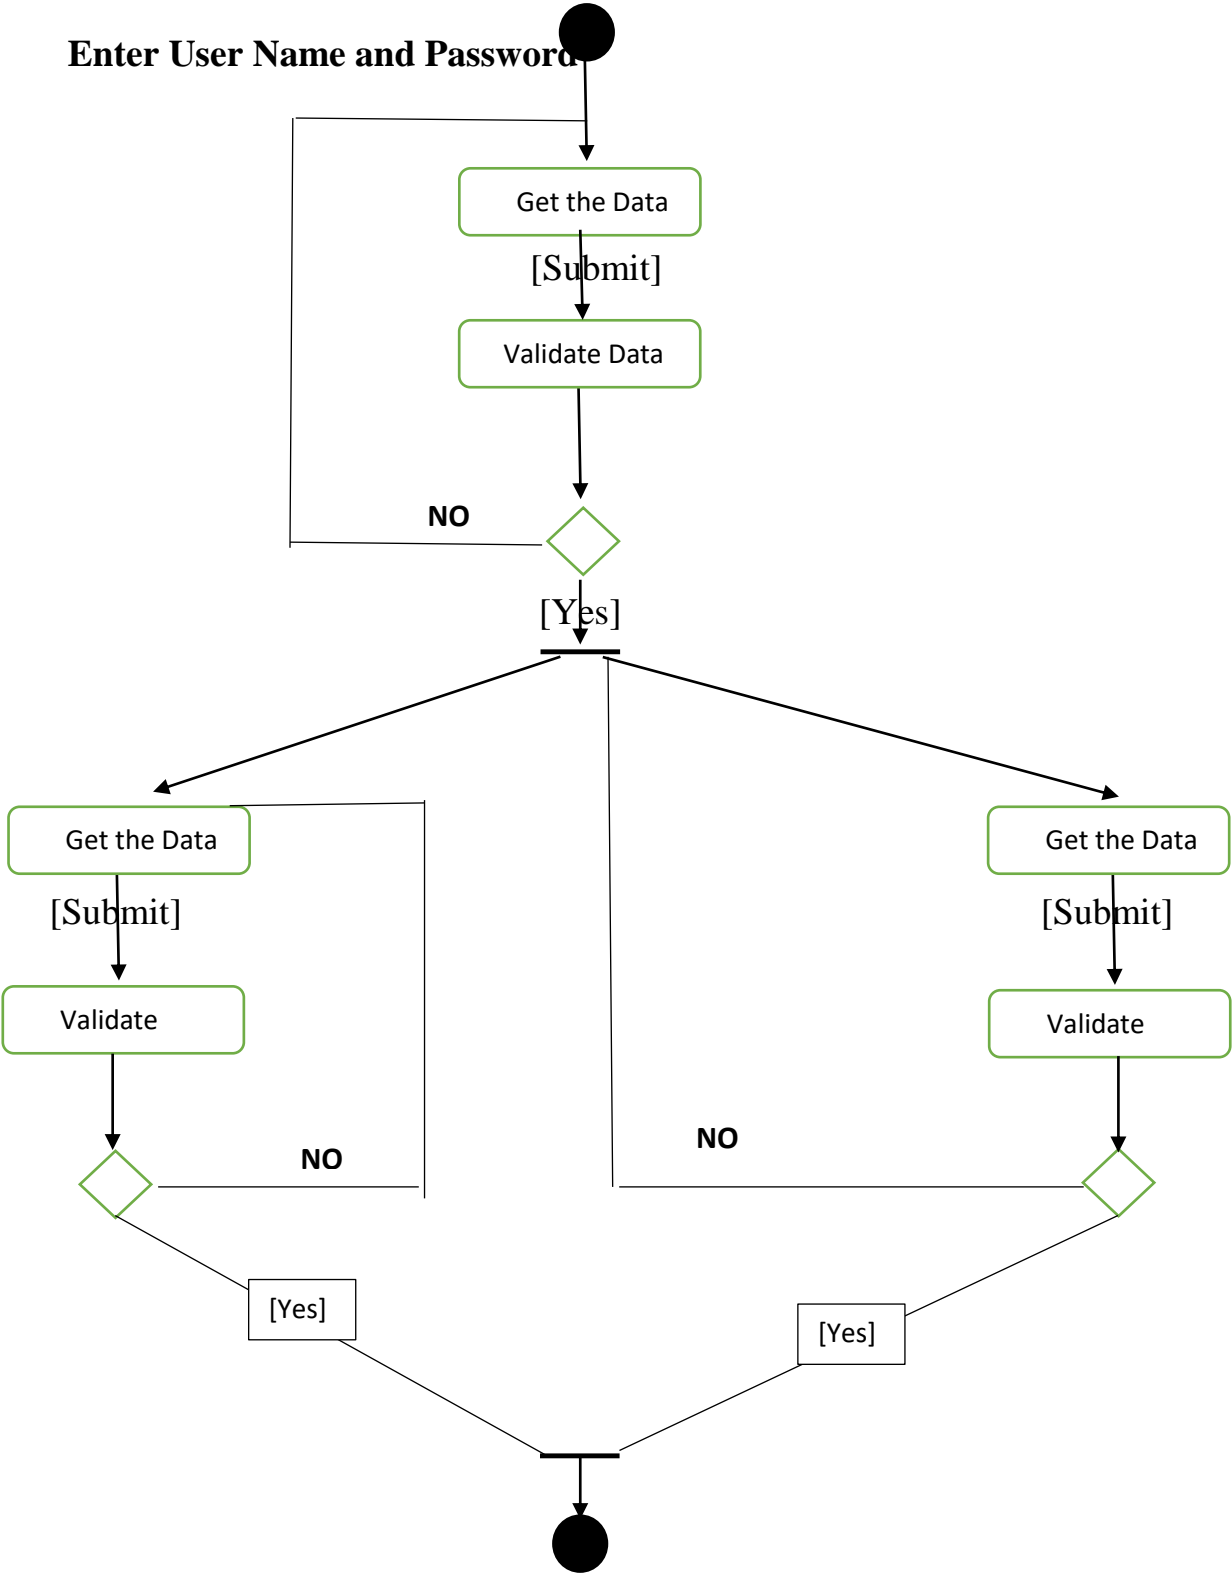 Enter User Name and Password
Get the Data
[Submit]
Validate Data
NO
[Yes]
Get the Data
Get the Data
[Submit]
[Submit]
Validate
Validate
NO
NO
[Yes]
[Yes]